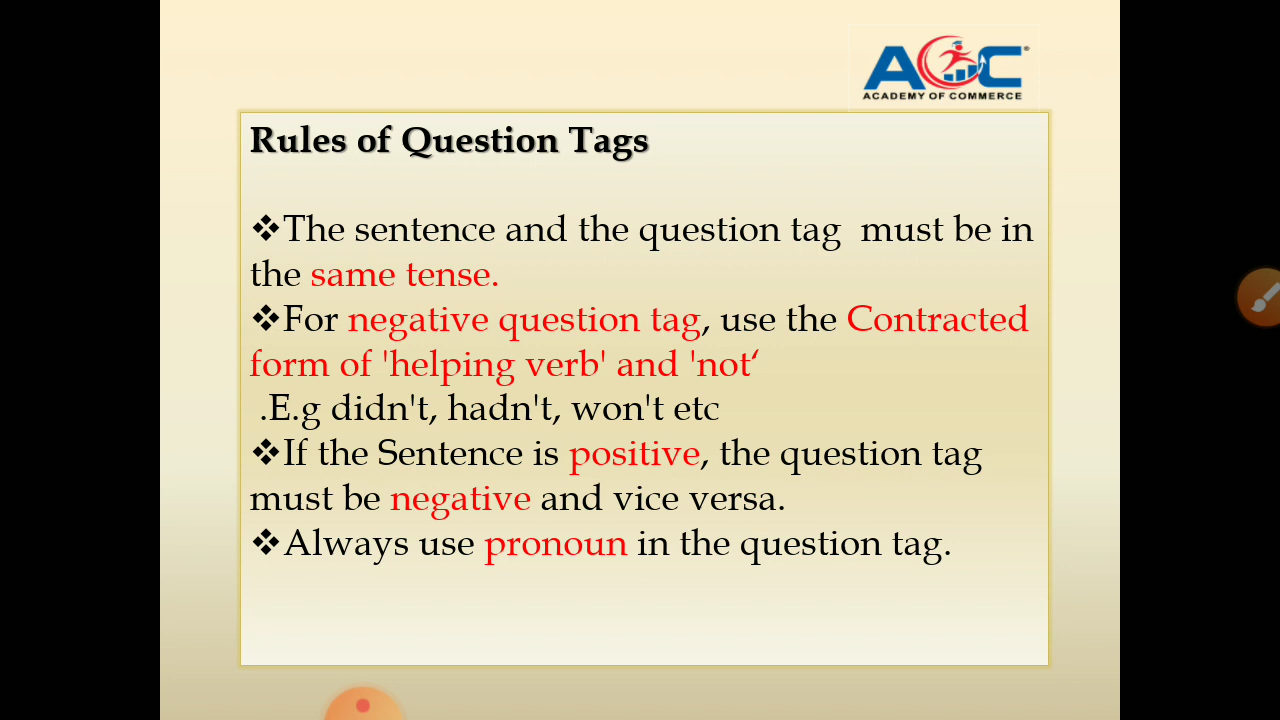 AOC®
ACADEMY OF COMMERCE
Rules of Question Tags
❖The sentence and the question tag  must be in
the same tense.
❖For negative question tag, use the Contracted
form of 'helping verb' and 'not‘
.E.g didn't, hadn't, won't etc
❖If the Sentence is positive, the question tag
must be negative and vice versa.
❖Always use pronoun in the question tag.